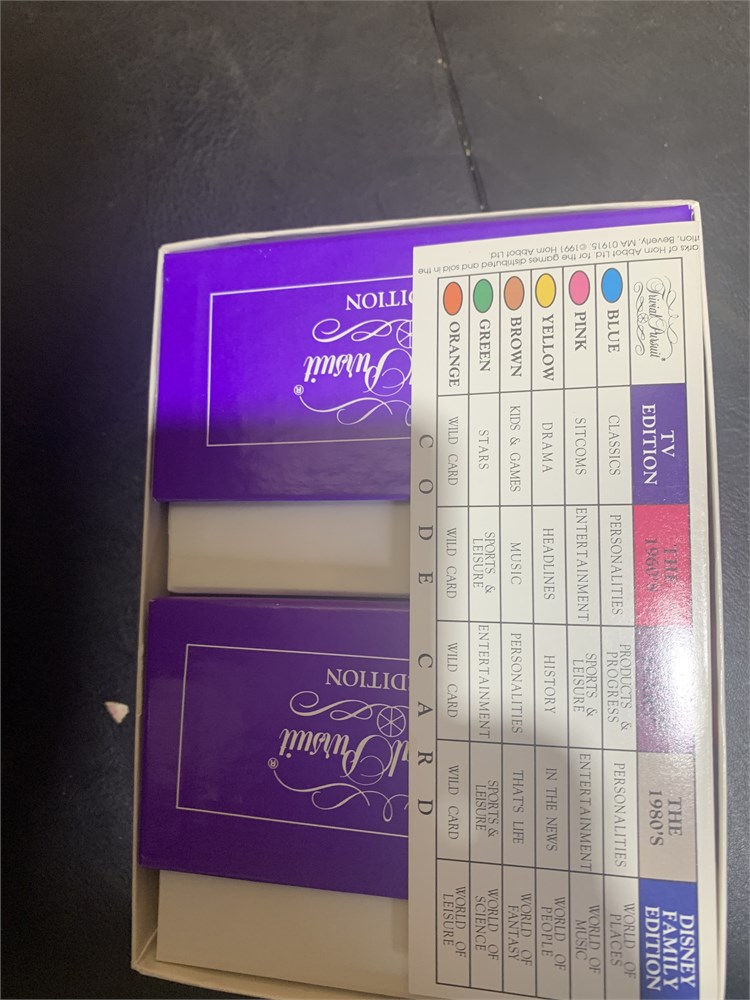 arks of Horn Abbot Ltd. for the games distributed and sold in the
ition, Beverly, MA 01915 ©1991 Horn Abbot Ltd.
Trivial Pursuit®
TV
EDITION
THE
1960'S
THE
1980'S
DISNEY
FAMILY
EDITION
BLUE
CLASSICS
PERSONALITIES
PRODUCTS &
PROGRESS
PERSONALITIES
WORLD OF
PLACES
PINK
SITCOMS
ENTERTAINMENT
SPORTS &
LEISURE
ENTERTAINMENT
WORLD OF
MUSIC
YELLOW
DRAMA
HEADLINES
HISTORY
IN THE NEWS
WORLD OF
PEOPLE
BROWN
KIDS & GAMES
MUSIC
PERSONALITIES
THAT'S LIFE
WORLD OF
FANTASY
GREEN
STARS
SPORTS &
LEISURE
ENTERTAINMENT
SPORTS &
LEISURE
WORLD OF
SCIENCE
ORANGE
WILD CARD
WILD CARD
WILD CARD
WILD CARD
WORLD OF
LEISURE
CODE CARD
al Pursuit®
DITION
al Pursuit®
DITION